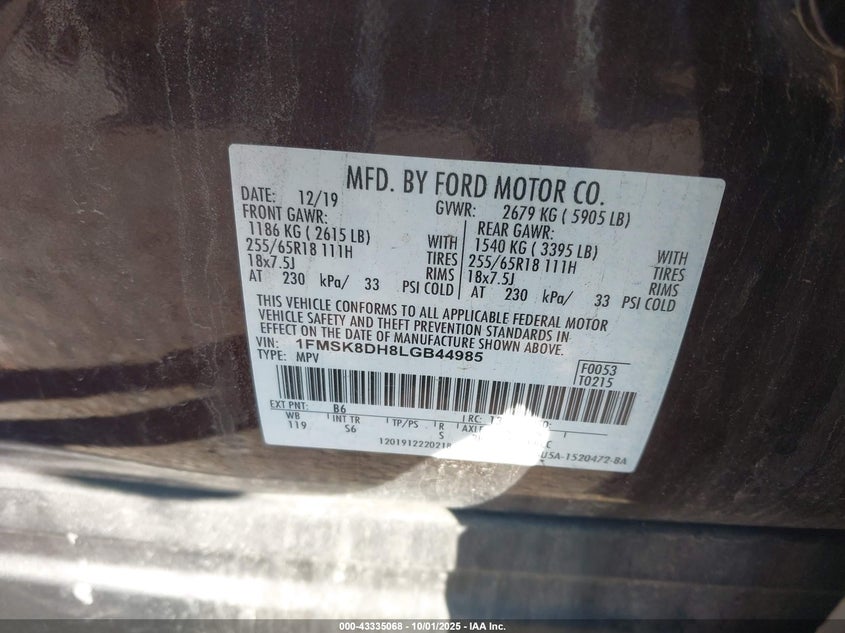 MFD. BY FORD MOTOR CO.
DATE: 12/19 GVWR: 2679 KG ( 5905 LB)
FRONT GAWR: REAR GAWR:
1186 KG ( 2615 LB) WITH 1540 KG ( 3395 LB) WITH
255/65R18 111H TIRES 255/65R18 111H TIRES
18x7.5J RIMS 18x7.5J RIMS
AT 230 kPa/ 33 PSI COLD AT 230 kPa/ 33 PSI COLD
THIS VEHICLE CONFORMS TO ALL APPLICABLE FEDERAL MOTOR
VEHICLE SAFETY AND THEFT PREVENTION STANDARDS IN
EFFECT ON THE DATE OF MANUFACTURE SHOWN ABOVE.
VIN: 1FMSK8DH8LGB44985
TYPE: MPV
F0053
T0215
EXT PNT: B6 RC:
WB INT TR TP/PS R
119 S6 S
1520472-BA
000-43335068 - 10/01/2025 - IAA Inc.